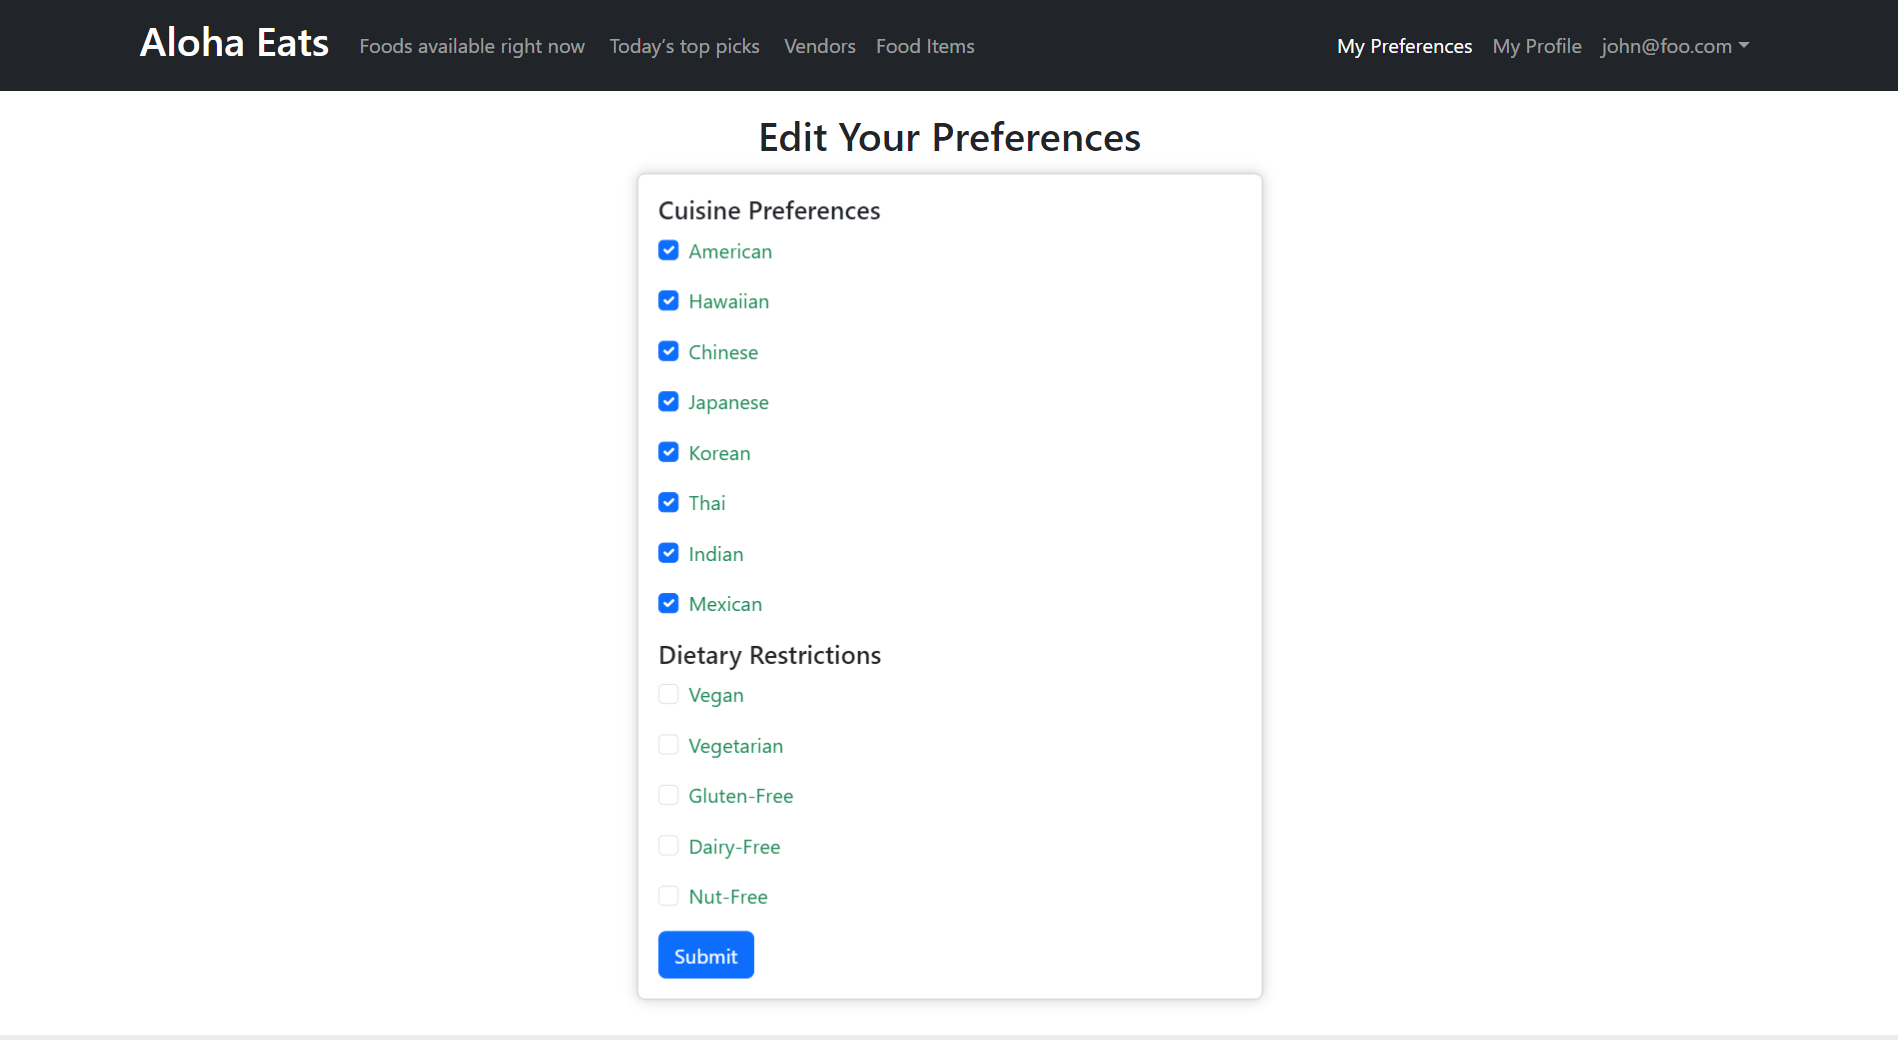 Aloha Eats Foods available right now Today’s top picks Vendors Food Items My Preferences My Profile john@foo.com
Edit Your Preferences
Cuisine Preferences
American
Hawaiian
Chinese
Japanese
Korean
Thai
Indian
Mexican
Dietary Restrictions
Vegan
Vegetarian
Gluten-Free
Dairy-Free
Nut-Free
Submit